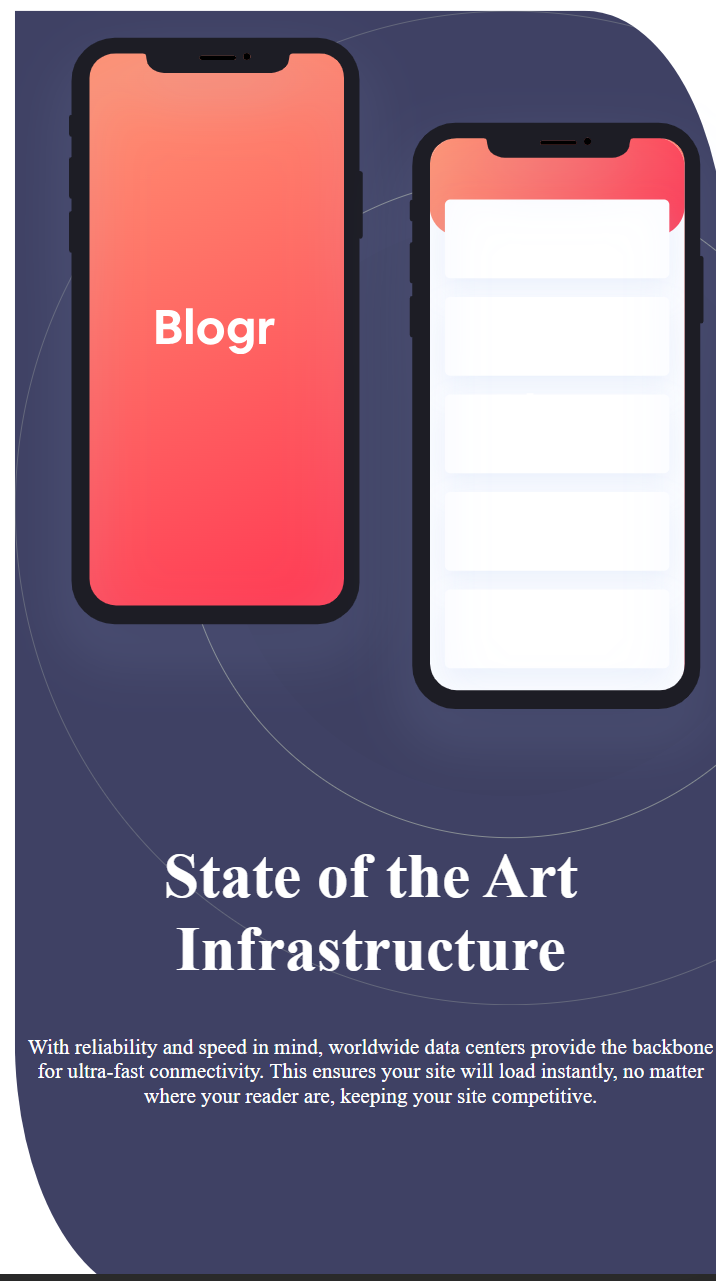 Blogr
State of the Art
Infrastructure
With reliability and speed in mind, worldwide data centers provide the backbone
for ultra-fast conmectivity. This ensures your site will load instantly, no matter
where your reader are, keeping your site competitive.